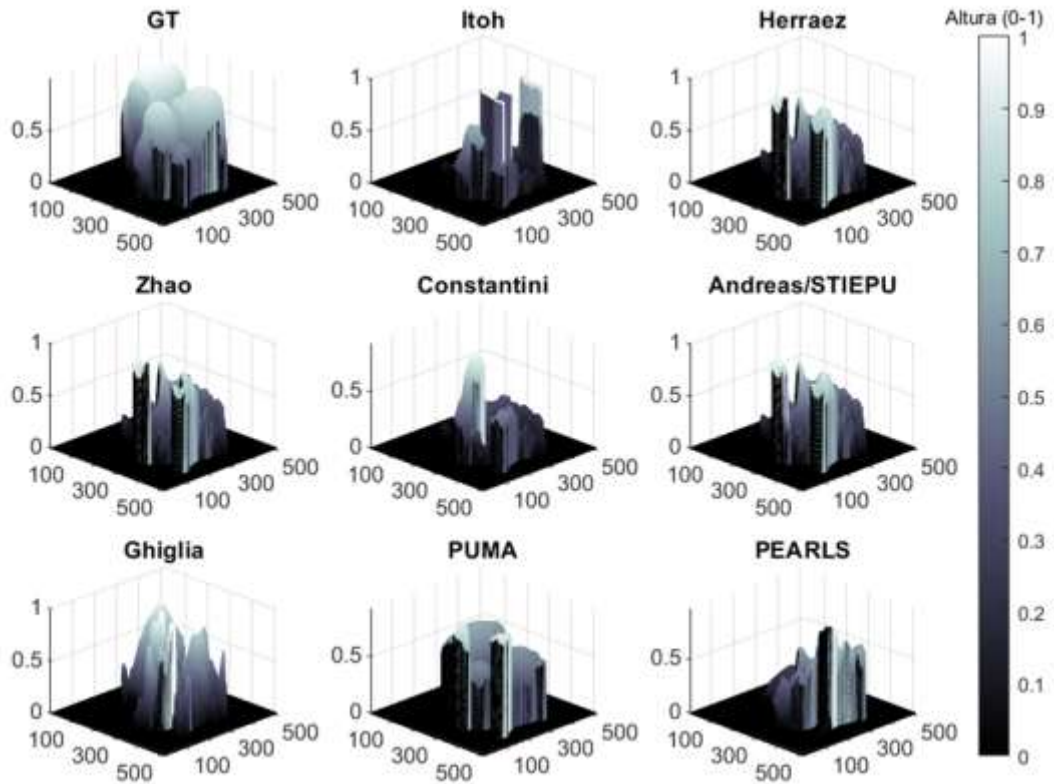 GT Itoh Herraez Altura (0-1)
1 1 1
0.5 0.5 0.5 0.9
0 0 0
100 300 500 100 300 500 100 300 500 100 300 500 100 300 500 100 300 500 0.8
Zhao Constantini Andreas/STIEPU 0.7
1 1 0.6
0.5 0.5 0.5 0.5
0 0 0
100 300 500 100 300 500 100 300 500 100 300 500 100 300 500 100 300 500 0.4
Ghiglia PUMA PEARLS 0.3
1 0.2
0.5 0.5 0.5
0 0 0 0.1
100 300 500 100 300 500 100 300 500 100 300 500 100 300 500 100 300 500 0